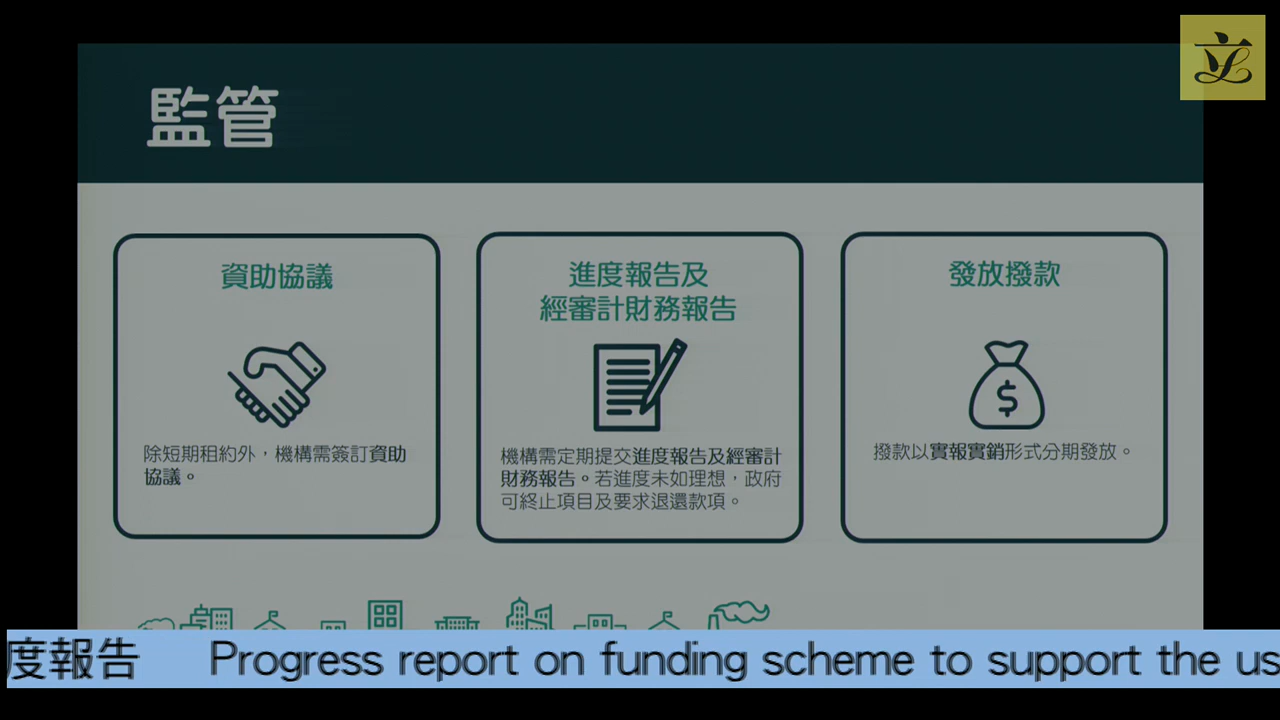 監管
資助協議
除短期租約外，機構需簽訂資助
協議。
進度報告及
經審計財務報告
機構需定期提交進度報告及經審計
財務報告。若進度未如理想，政府
可終止項目及要求退還款項。
發放撥款
$
撥款以實報實銷形式分期發放。
度報告 Progress report on funding scheme to support the us